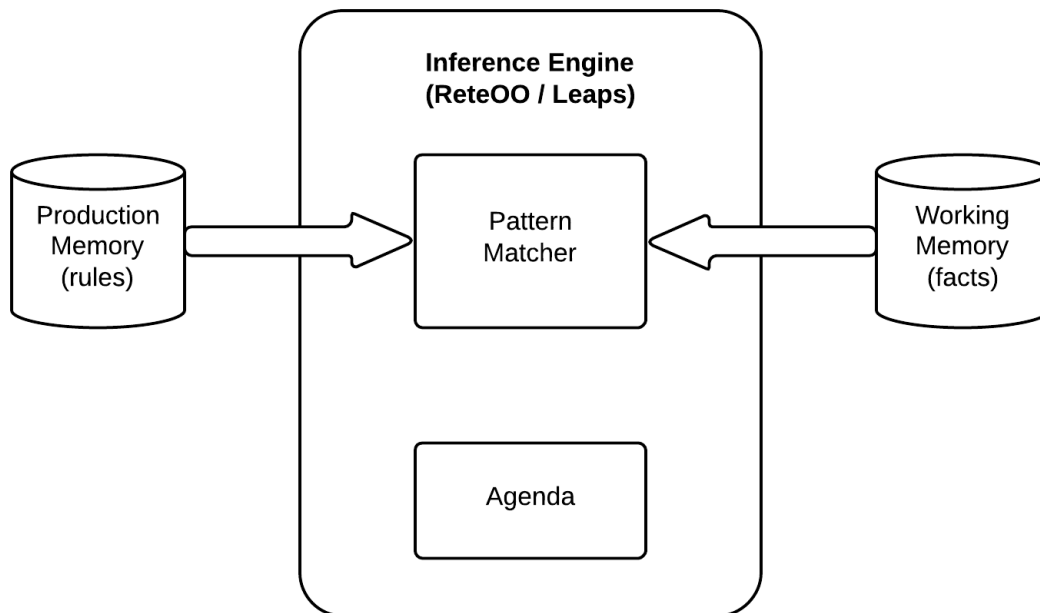 Inference Engine
(ReteOO / Leaps)
Production
Memory
(rules)
Pattern
Matcher
Working
Memory
(facts)
Agenda